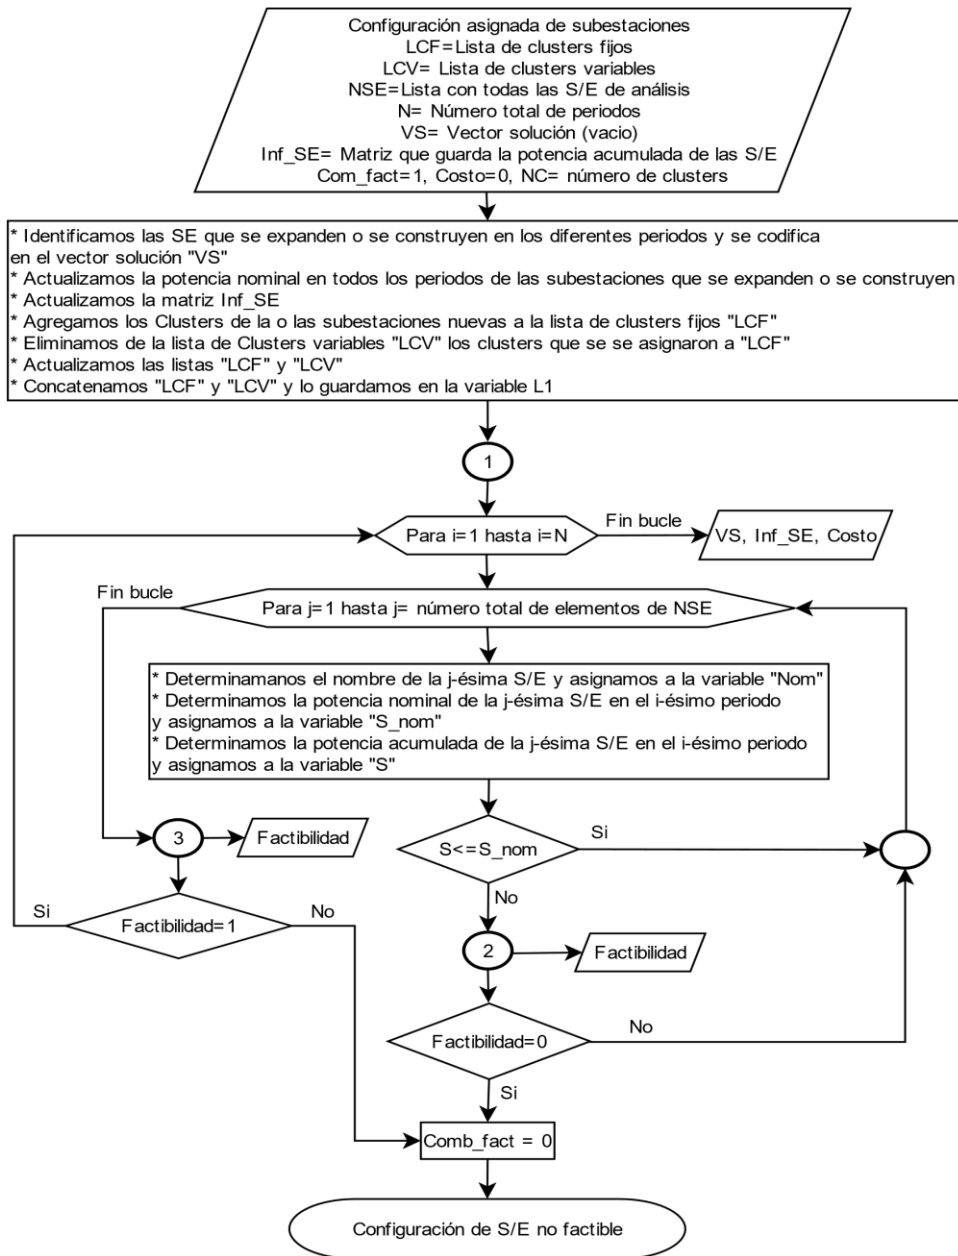 Configuración asignada de subestaciones
LCF=Lista de clusters fijos
LCV= Lista de clusters variables
NSE=Lista con todas las S/E de análisis
N= Número total de periodos
VS= Vector solución (vacio)
Inf_SE= Matriz que guarda la potencia acumulada de las S/E
Com_fact=1, Costo=0, NC= número de clusters
* Identificamos las SE que se expanden o se construyen en los diferentes periodos y se codifica
en el vector solución "VS"
* Actualizamos la potencia nominal en todos los periodos de las subestaciones que se expanden o se construyen
* Actualizamos la matriz Inf_SE
* Agregamos los Clusters de la o las subestaciones nuevas a la lista de clusters fijos "LCF"
* Eliminamos de la lista de Clusters variables "LCV" los clusters que se se asignaron a "LCF"
* Actualizamos las listas "LCF" y "LCV"
* Concatenamos "LCF" y "LCV" y lo guardamos en la variable L1
1
Para i=1 hasta i=N
Fin bucle
VS, Inf_SE, Costo
Fin bucle
Para j=1 hasta j= número total de elementos de NSE
* Determinamanos el nombre de la j-ésima S/E y asignamos a la variable "Nom"
* Determinamos la potencia nominal de la j-ésima S/E en el i-ésimo periodo
y asignamos a la variable "S_nom"
* Determinamos la potencia acumulada de la j-ésima S/E en el i-ésimo periodo
y asignamos a la variable "S"
3
Factibilidad
S<=S_nom
Si
No
Si
Factibilidad=1
No
2
Factibilidad
Factibilidad=0
No
Si
Comb_fact = 0
Configuración de S/E no factible